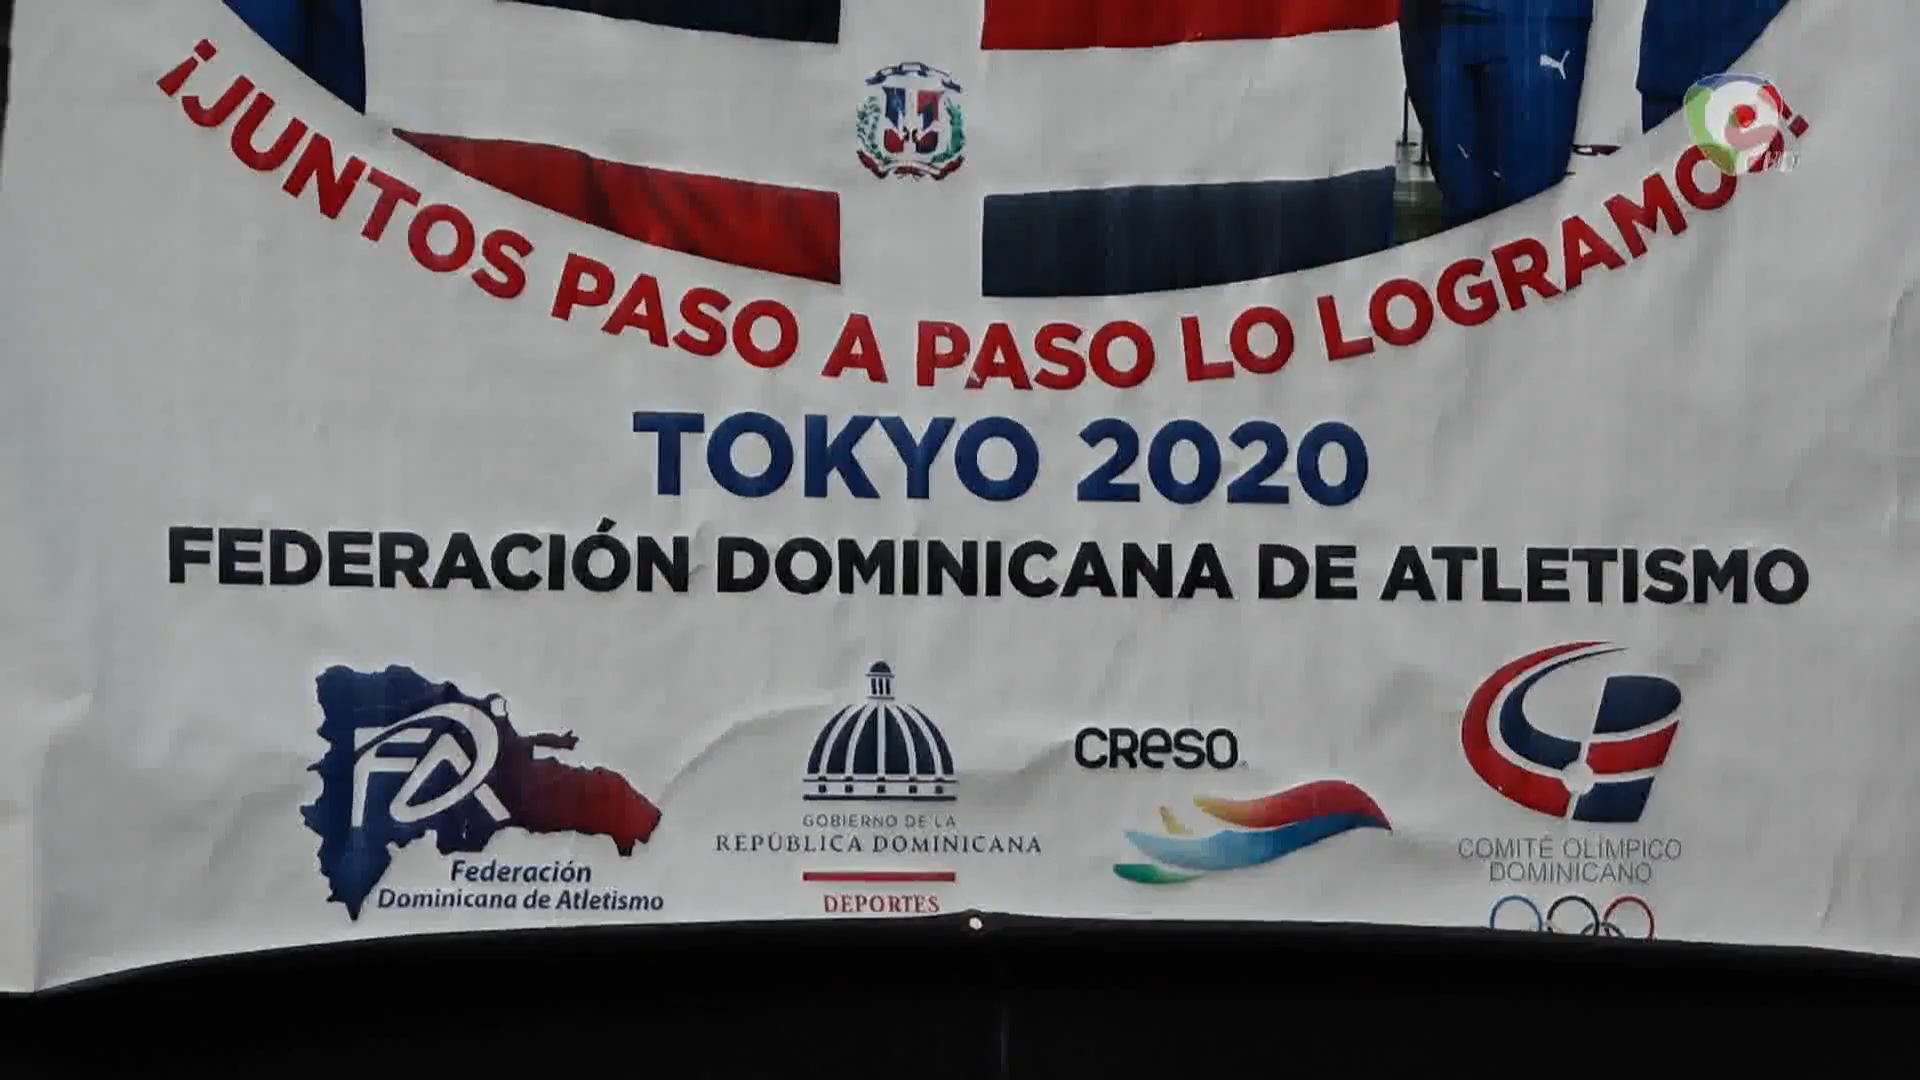 ¡JUNTOS PASO A PASO LO LOGRAMOS!
TOKYO 2020
FEDERACIÓN DOMINICANA DE ATLETISMO
Federación
Dominicana de Atletismo
GOBIERNO DE LA
REPÚBLICA DOMINICANA
DEPORTES
CRESO
COMITÉ OLÍMPICO
DOMINICANO